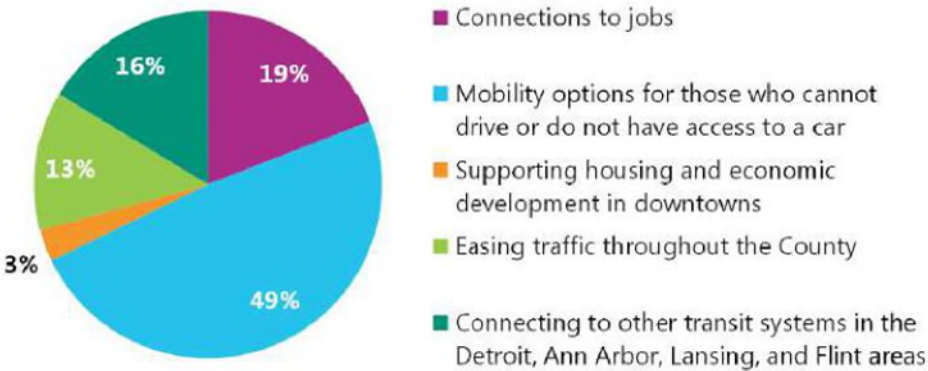 16%
19%
13%
3%
49%
Connections to jobs
Mobility options for those who cannot
drive or do not have access to a car
Supporting housing and economic
development in downtowns
Easing traffic throughout the County
Connecting to other transit systems in the
Detroit, Ann Arbor, Lansing, and Flint areas